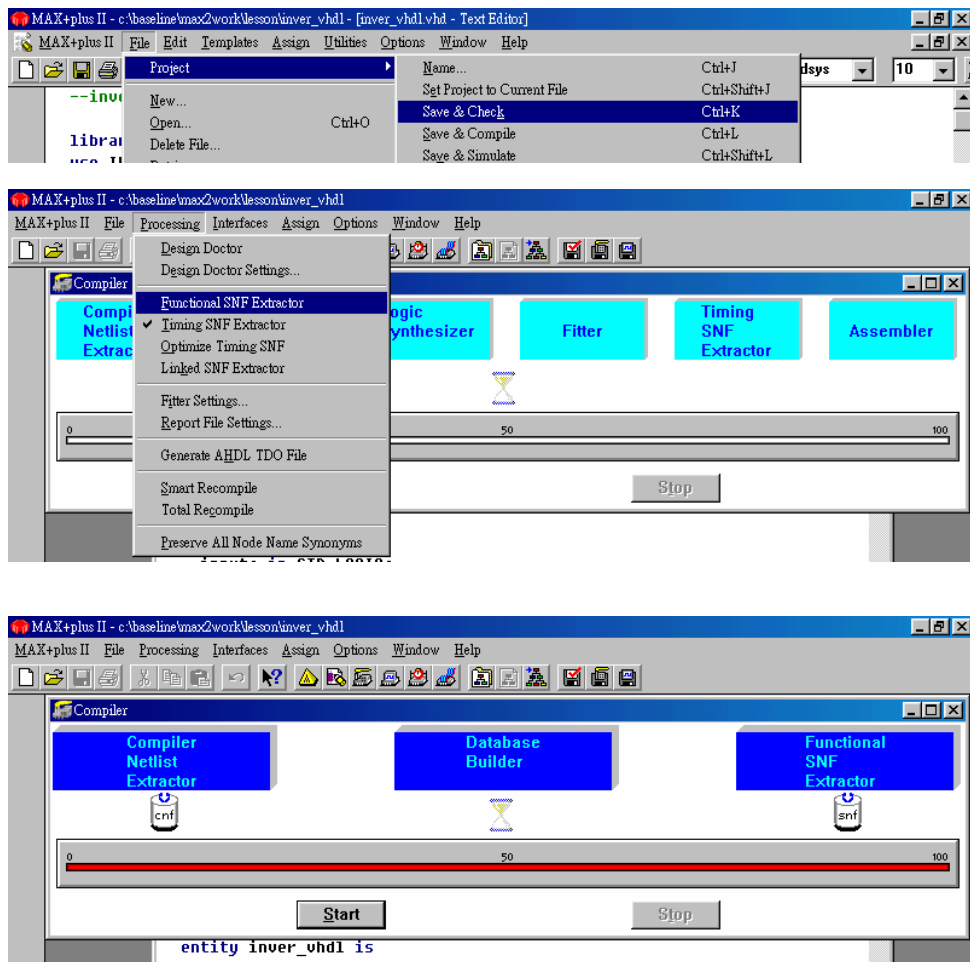 MAX+plus II - c:\baseline\max2work\lesson\inver_vhdl - [inver_vhdl.vhd - Text Editor]
MAX+plus II File Edit Templates Assign Utilities Options Window Help
Project
Name... Ctrl+J
dsys 10
--inve
Set Project to Current File Ctrl+Shift+J
New...
Save & Check Ctrl+K
Open... Ctrl+O
Save & Compile Ctrl+L
librar
Delete File...
Save & Simulate Ctrl+Shift+L
MAX+plus II - c:\baseline\max2work\lesson\inver_vhdl
MAX+plus II File Processing Interfaces Assign Options Window Help
Design Doctor
Design Doctor Settings...
Functional SNF Extractor
Timing SNF Extractor
Optimize Timing SNF
Linked SNF Extractor
Fitter Settings...
Report File Settings...
Generate AHDL TDO File
Smart Recompile
Total Recompile
Preserve All Node Name Synonyms
Compiler
Compi
Netlist
Extrac
ogic
ynthesizer
Fitter
Timing
SNF
Extractor
Assembler
0 50 100
Stop
MAX+plus II - c:\baseline\max2work\lesson\inver_vhdl
MAX+plus II File Processing Interfaces Assign Options Window Help
Compiler
Compiler
Netlist
Extractor
Database
Builder
Functional
SNF
Extractor
cnf
snf
0 50 100
Start Stop
entity inver_vhdl is